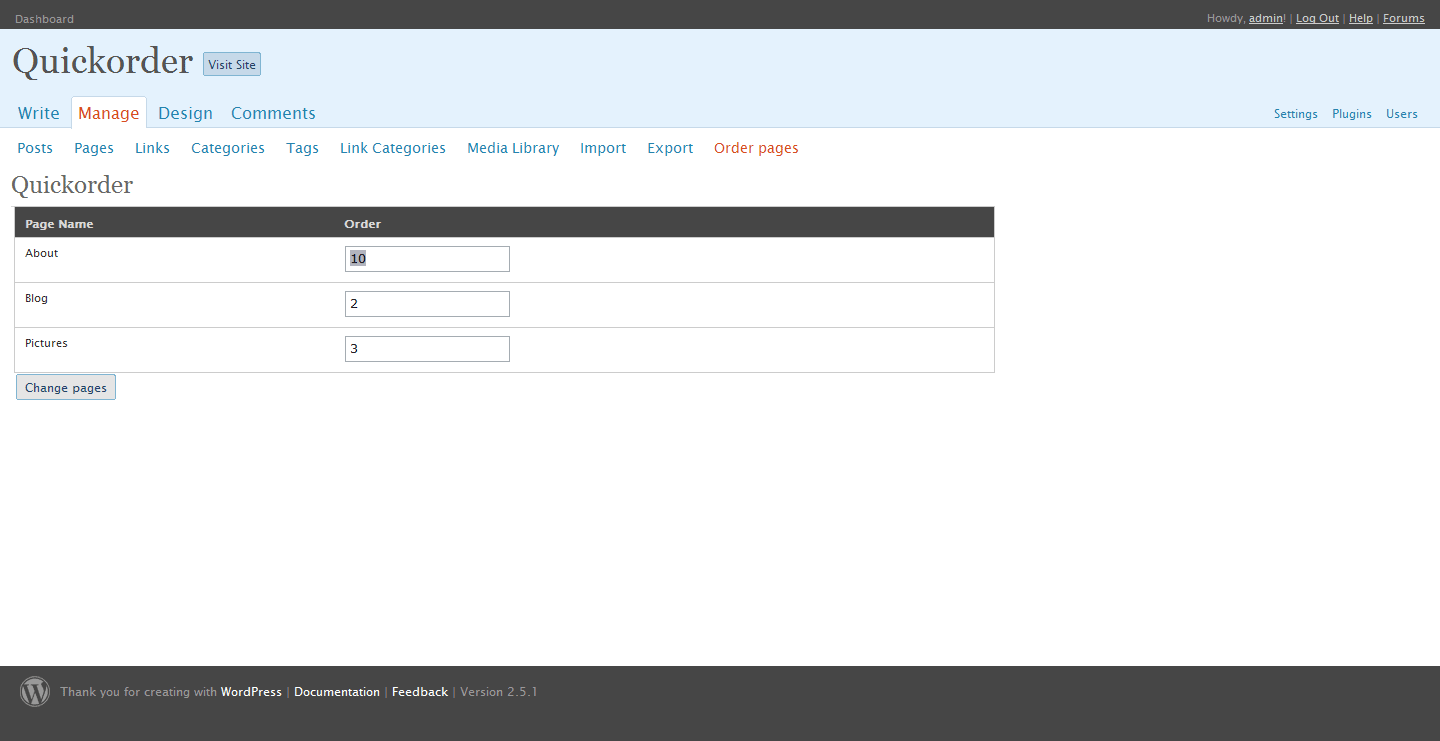 Dashboard Howdy, admin! | Log Out | Help | Forums
Quickorder Visit Site
Write Manage Design Comments Settings Plugins Users
Posts Pages Links Categories Tags Link Categories Media Library Import Export Order pages
Quickorder
Page Name Order
About 10
Blog 2
Pictures 3
Change pages
Thank you for creating with WordPress | Documentation | Feedback | Version 2.5.1